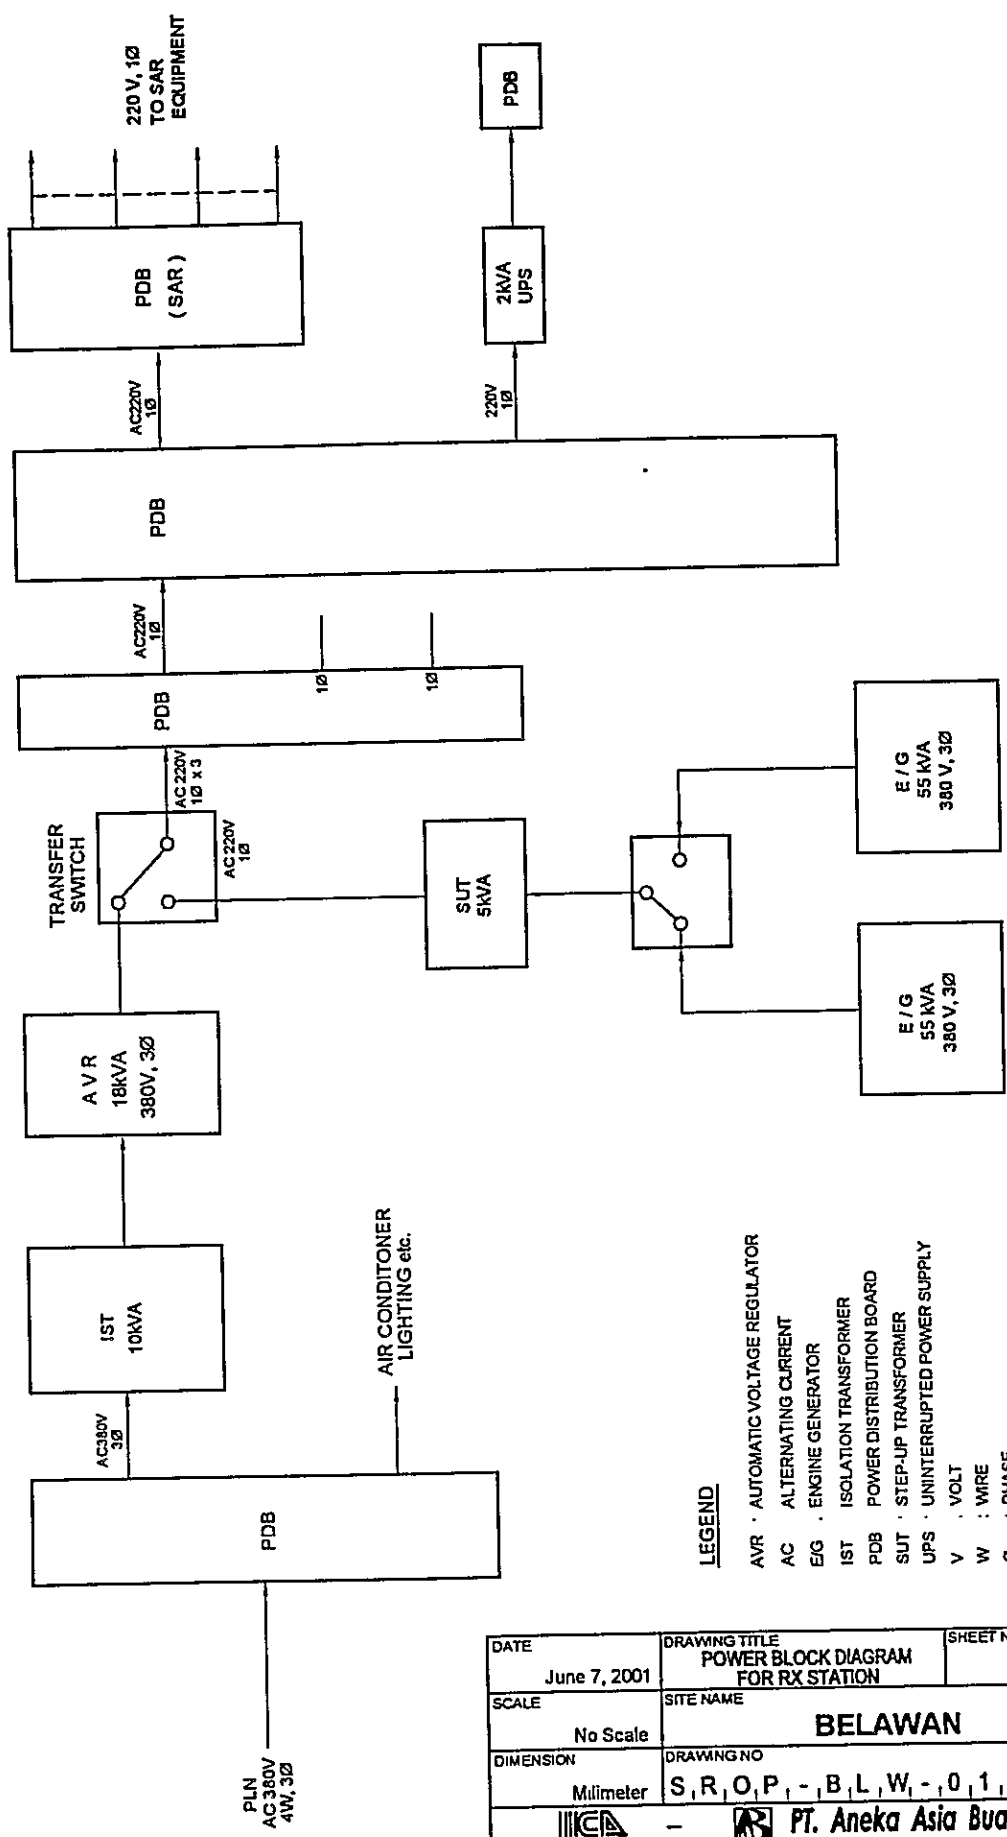 220 V, 1Ø
TO SAR
EQUIPMENT
PDB
(SAR)
PDB
2kVA
UPS
AC220V
1Ø
220V
1Ø
PDB
AC220V
1Ø
PDB
1Ø
1Ø
AC 220V
1Ø x 3
TRANSFER
SWITCH
AC 220V
1Ø
SUT
5kVA
E / G
55 kVA
380 V, 3Ø
E / G
55 kVA
380 V, 3Ø
A V R
18kVA
380V, 3Ø
IST
10kVA
AIR CONDITONER
LIGHTING etc.
AC380V
3Ø
PDB
PLN
AC 380V
4W, 3Ø
LEGEND
AVR : AUTOMATIC VOLTAGE REGULATOR
AC ALTERNATING CURRENT
E/G . ENGINE GENERATOR
IST ISOLATION TRANSFORMER
PDB POWER DISTRIBUTION BOARD
SUT : STEP-UP TRANSFORMER
UPS : UNINTERRUPTED POWER SUPPLY
V . VOLT
W : WIRE
DATE
June 7, 2001
DRAWING TITLE
POWER BLOCK DIAGRAM
FOR RX STATION
SCALE
No Scale
SITE NAME
BELAWAN
DIMENSION
Milimeter
DRAWING NO
S,R,O,P,-,B,L,W,-,0,1,
– PT. Aneka Asia